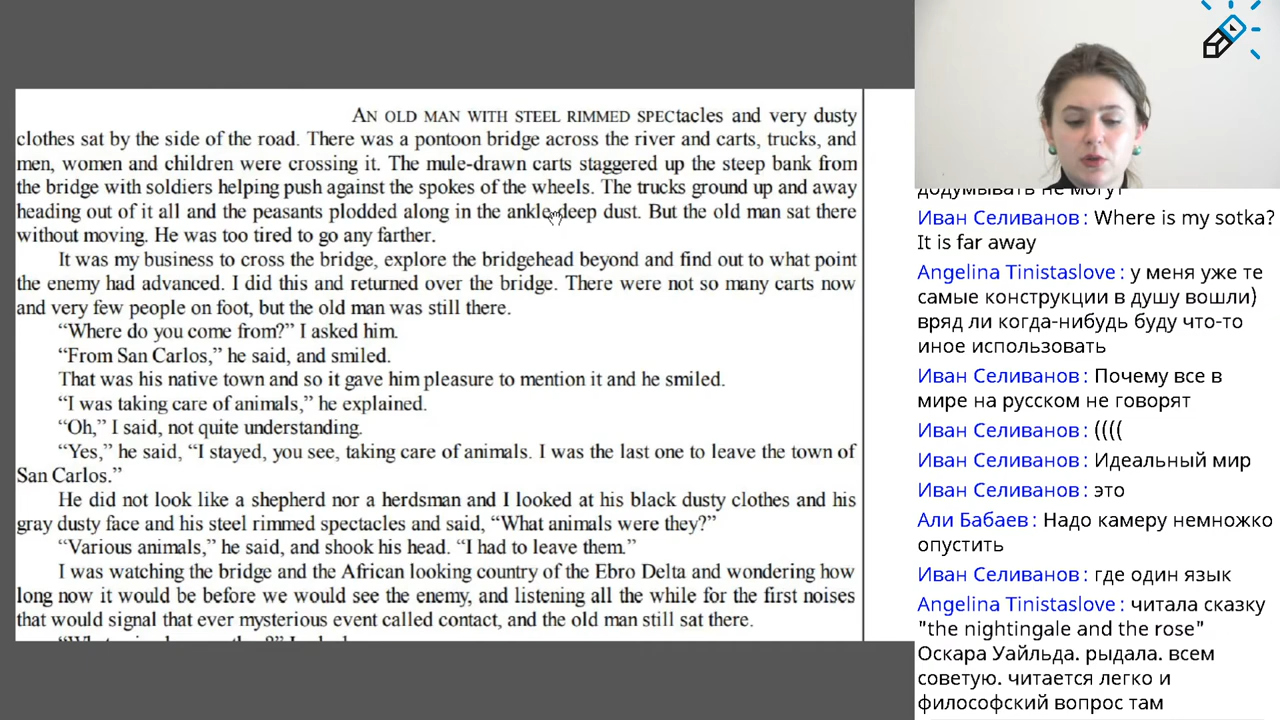 AN OLD MAN WITH STEEL RIMMED SPECtacles and very dusty
clothes sat by the side of the road. There was a pontoon bridge across the river and carts, trucks, and
men, women and children were crossing it. The mule-drawn carts staggered up the steep bank from
the bridge with soldiers helping push against the spokes of the wheels. The trucks ground up and away
heading out of it all and the peasants plodded along in the ankle deep dust. But the old man sat there
without moving. He was too tired to go any farther.
It was my business to cross the bridge, explore the bridgehead beyond and find out to what point
the enemy had advanced. I did this and returned over the bridge. There were not so many carts now
and very few people on foot, but the old man was still there.
“Where do you come from?” I asked him.
“From San Carlos,” he said, and smiled.
That was his native town and so it gave him pleasure to mention it and he smiled.
“I was taking care of animals,” he explained.
“Oh,” I said, not quite understanding.
“Yes,” he said, “I stayed, you see, taking care of animals. I was the last one to leave the town of
San Carlos.”
He did not look like a shepherd nor a herdsman and I looked at his black dusty clothes and his
gray dusty face and his steel rimmed spectacles and said, “What animals were they?”
“Various animals,” he said, and shook his head. “I had to leave them.”
I was watching the bridge and the African looking country of the Ebro Delta and wondering how
long now it would be before we would see the enemy, and listening all the while for the first noises
that would signal that ever mysterious event called contact, and the old man still sat there.
додумывать не могут
Иван Селиванов : Where is my sotka?
It is far away
Angelina Tinistaslove : у меня уже те
самые конструкции в душу вошли)
вряд ли когда-нибудь буду что-то
иное использовать
Иван Селиванов : Почему все в
мире на русском не говорят
Иван Селиванов : ((((
Иван Селиванов : Идеальный мир
Иван Селиванов : это
Али Бабаев : Надо камеру немножко
опустить
Иван Селиванов : где один язык
Angelina Tinistaslove : читала сказку
"the nightingale and the rose"
Оскара Уайльда. рыдала. всем
советую. читается легко и
философский вопрос там